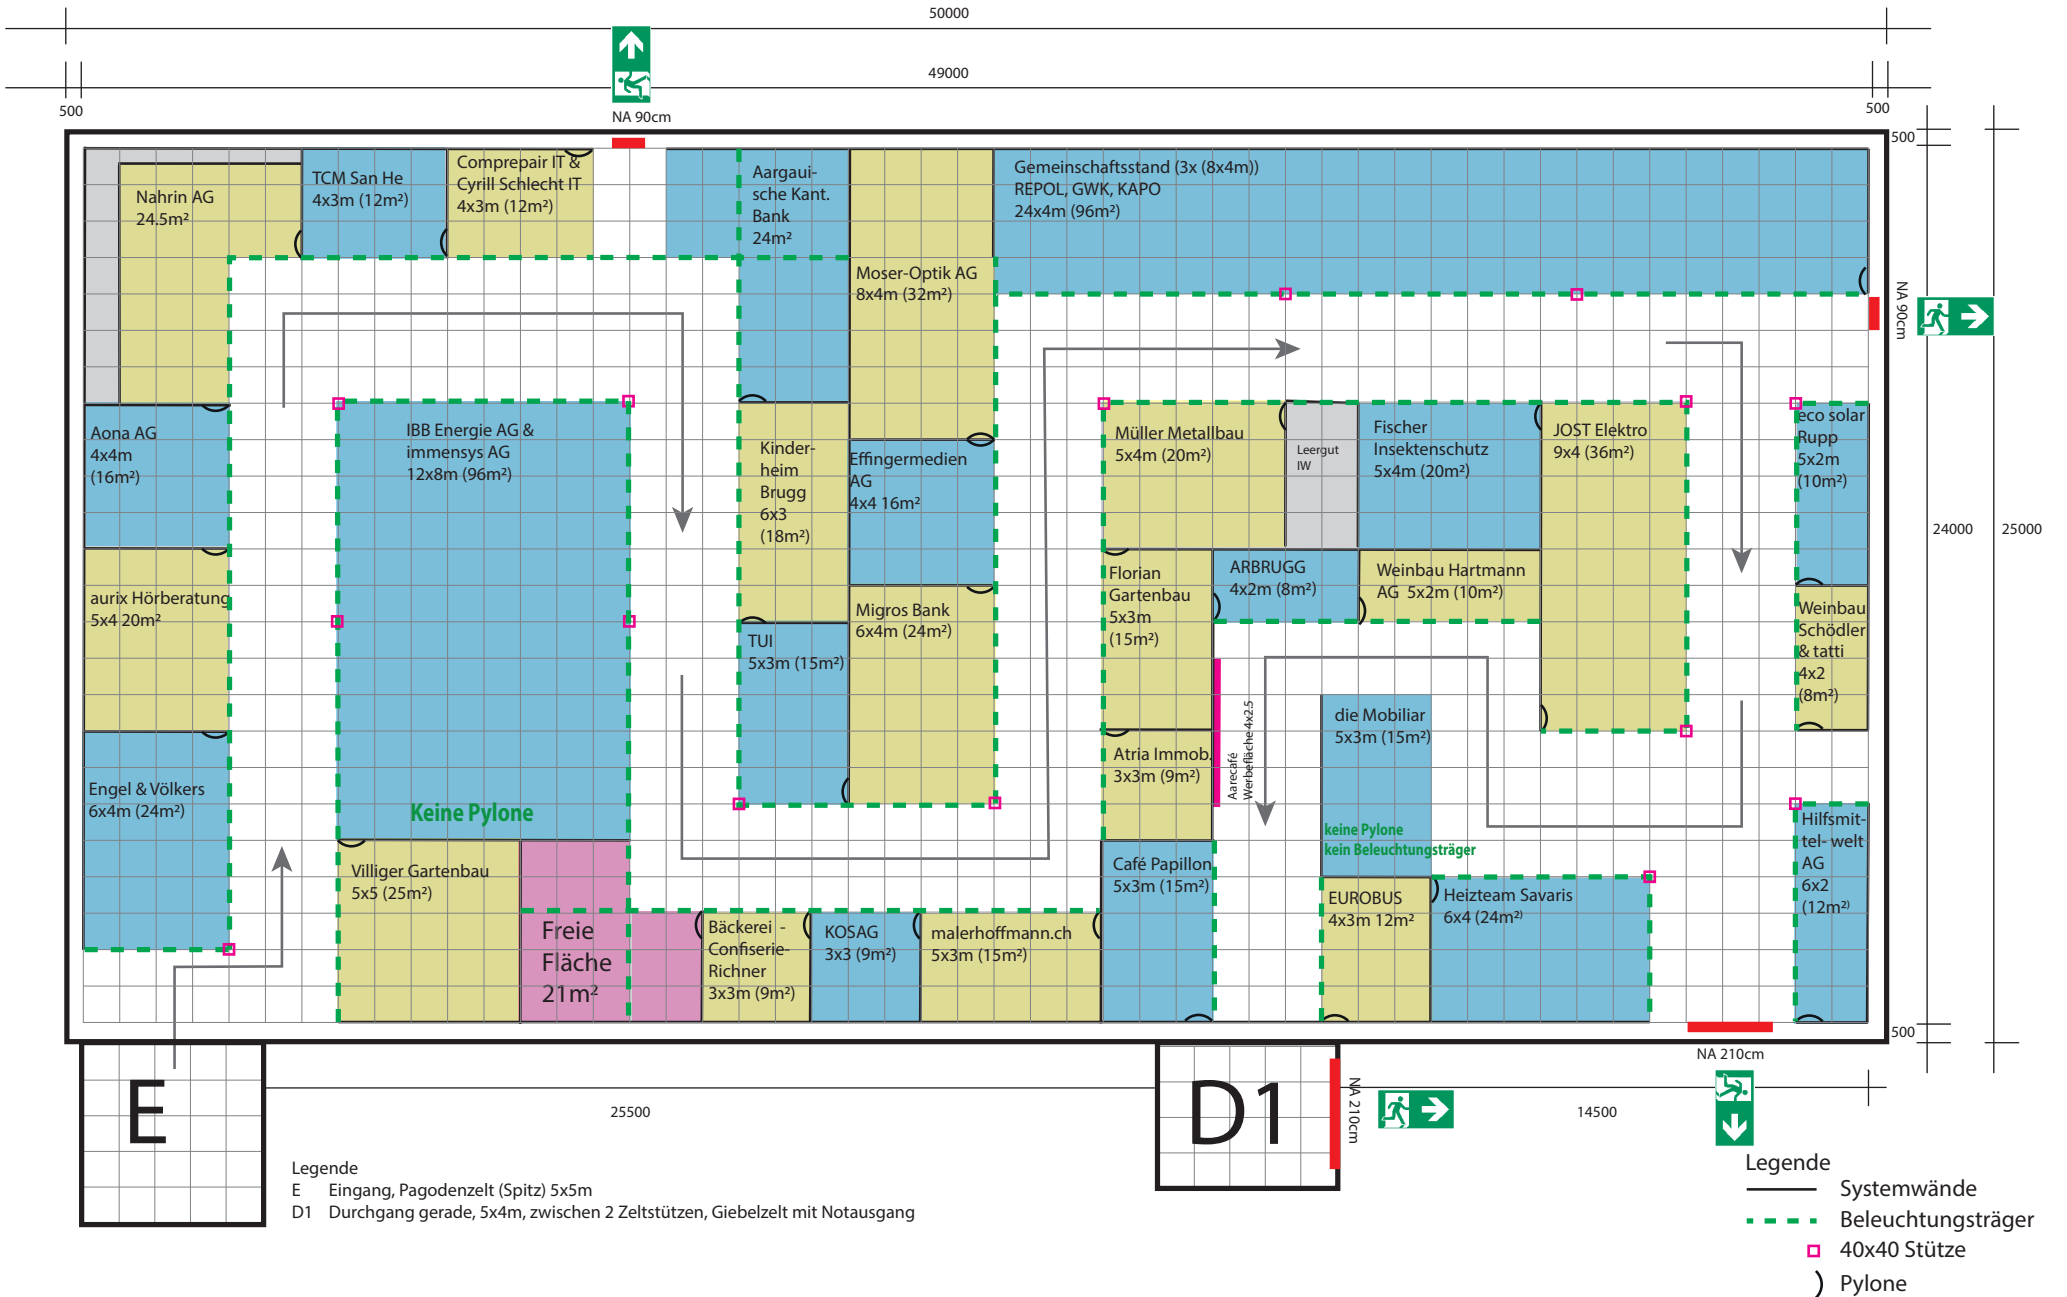 50000
49000
500
500
NA 90cm
500
Nahrin AG
24.5m²
TCM San He
4x3m (12m²)
Comprepair IT &
Cyrill Schlecht IT
4x3m (12m²)
Aargaui-
sche Kant.
Bank
24m²
Moser-Optik AG
8x4m (32m²)
Gemeinschaftsstand (3x (8x4m))
REPOL, GWK, KAPO
24x4m (96m²)
NA 90cm
Aona AG
4x4m
(16m²)
IBB Energie AG &
immensys AG
12x8m (96m²)
Kinder-
heim
Brugg
6x3
(18m²)
Effingermedien
AG
4x4 16m²
Müller Metallbau
5x4m (20m²)
Leergut
IW
Fischer
Insektenschutz
5x4m (20m²)
JOST Elektro
9x4 (36m²)
eco solar
Rupp
5x2m
(10m²)
24000
25000
aurix Hörberatung
5x4 20m²
Migros Bank
6x4m (24m²)
TUI
5x3m (15m²)
Florian
Gartenbau
5x3m
(15m²)
ARBRUGG
4x2m (8m²)
Weinbau Hartmann
AG 5x2m (10m²)
Weinbau
Schödler
& tatti
4x2
(8m²)
Engel & Völkers
6x4m (24m²)
Keine Pylone
Atria Immob.
3x3m (9m²)
Aarecafé
Werbefläche 4x2.5
die Mobiliar
5x3m (15m²)
keine Pylone
kein Beleuchtungsträger
Villiger Gartenbau
5x5 (25m²)
Freie
Fläche
21m²
Bäckerei -
Confiserie-
Richner
3x3m (9m²)
KOSAG
3x3 (9m²)
malerhoffmann.ch
5x3m (15m²)
Café Papillon
5x3m (15m²)
EUROBUS
4x3m 12m²
Heizteam Savaris
6x4 (24m²)
Hilfsmit-
tel- welt
AG
6x2
(12m²)
500
NA 210cm
E
D1
NA 210cm
25500
14500
Legende
E Eingang, Pagodenzelt (Spitz) 5x5m
D1 Durchgang gerade, 5x4m, zwischen 2 Zeltstützen, Giebelzelt mit Notausgang
Legende
Systemwände
Beleuchtungsträger
40x40 Stütze
Pylone